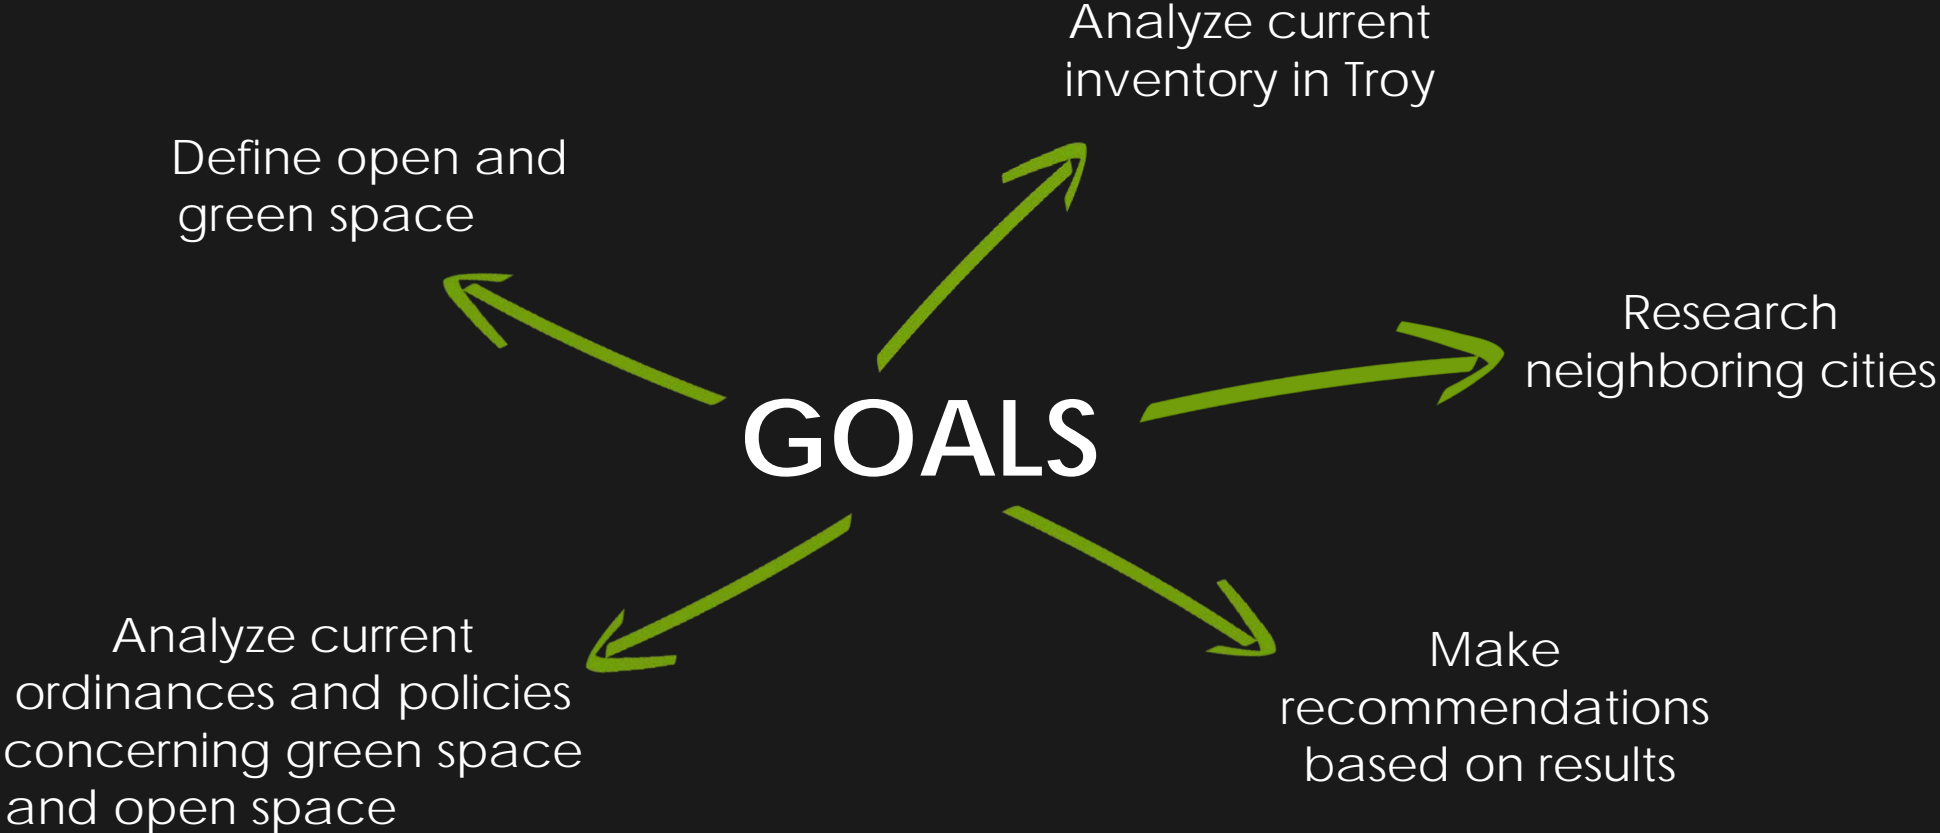 Analyze current
inventory in Troy
Define open and
green space
Research
neighboring cities
GOALS
Analyze current
ordinances and policies
concerning green space
and open space
Make
recommendations
based on results